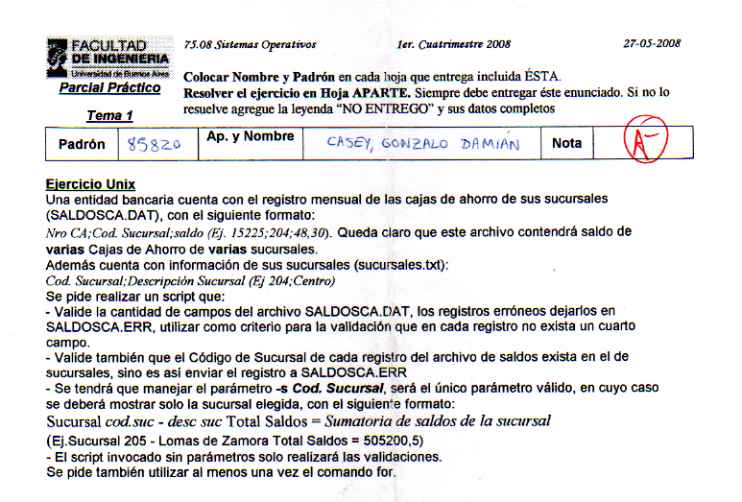 FACULTAD
DE INGENIERIA
Universidad de Buenos Aires
75.08 Sistemas Operativos 1er. Cuatrimestre 2008 27-05-2008
Parcial Práctico
Tema 1
Colocar Nombre y Padrón en cada hoja que entrega incluida ÉSTA.
Resolver el ejercicio en Hoja APARTE. Siempre debe entregar éste enunciado. Si no lo
resuelve agregue la leyenda “NO ENTREGO” y sus datos completos
Padrón 85820 Ap. y Nombre CASEY, GONZALO DAMIÁN Nota A-
Ejercicio Unix
Una entidad bancaria cuenta con el registro mensual de las cajas de ahorro de sus sucursales
(SALDOSCA.DAT), con el siguiente formato:
Nro CA;Cod. Sucursal;saldo (Ej. 15225;204;48,30). Queda claro que este archivo contendrá saldo de
varias Cajas de Ahorro de varias sucursales.
Además cuenta con información de sus sucursales (sucursales.txt):
Cod. Sucursal;Descripción Sucursal (Ej 204;Centro)
Se pide realizar un script que:
- Valide la cantidad de campos del archivo SALDOSCA.DAT, los registros erróneos dejarlos en
SALDOSCA.ERR, utilizar como criterio para la validación que en cada registro no exista un cuarto
campo.
- Valide también que el Código de Sucursal de cada registro del archivo de saldos exista en el de
sucursales, sino es asi enviar el registro a SALDOSCA.ERR
- Se tendrá que manejar el parámetro -s Cod. Sucursal, será el único parámetro válido, en cuyo caso
se deberá mostrar solo la sucursal elegida, con el siguiente formato:
Sucursal cod.suc - desc suc Total Saldos = Sumatoria de saldos de la sucursal
(Ej.Sucursal 205 - Lomas de Zamora Total Saldos = 505200,5)
- El script invocado sin parámetros solo realizará las validaciones.
Se pide también utilizar al menos una vez el comando for.